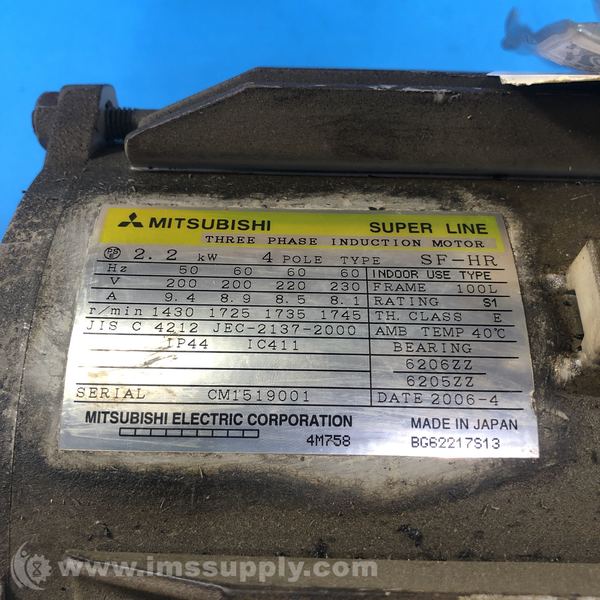 MITSUBISHI SUPER LINE
THREE PHASE INDUCTION MOTOR
PS E 2.2 kW 4 POLE TYPE SF-HR
Hz 50 60 60 60 INDOOR USE TYPE
V 200 200 220 230 FRAME 100L
A 9.4 8.9 8.5 8.1 RATING S1
r/min 1430 1725 1735 1745 TH. CLASS E
JIS C 4212 JEC-2137-2000 AMB TEMP 40℃
IP44 IC411 BEARING
6206ZZ
6205ZZ
SERIAL CM1519001 DATE 2006-4
MITSUBISHI ELECTRIC CORPORATION MADE IN JAPAN
4M758 BG62217S13
www.imssupply.com